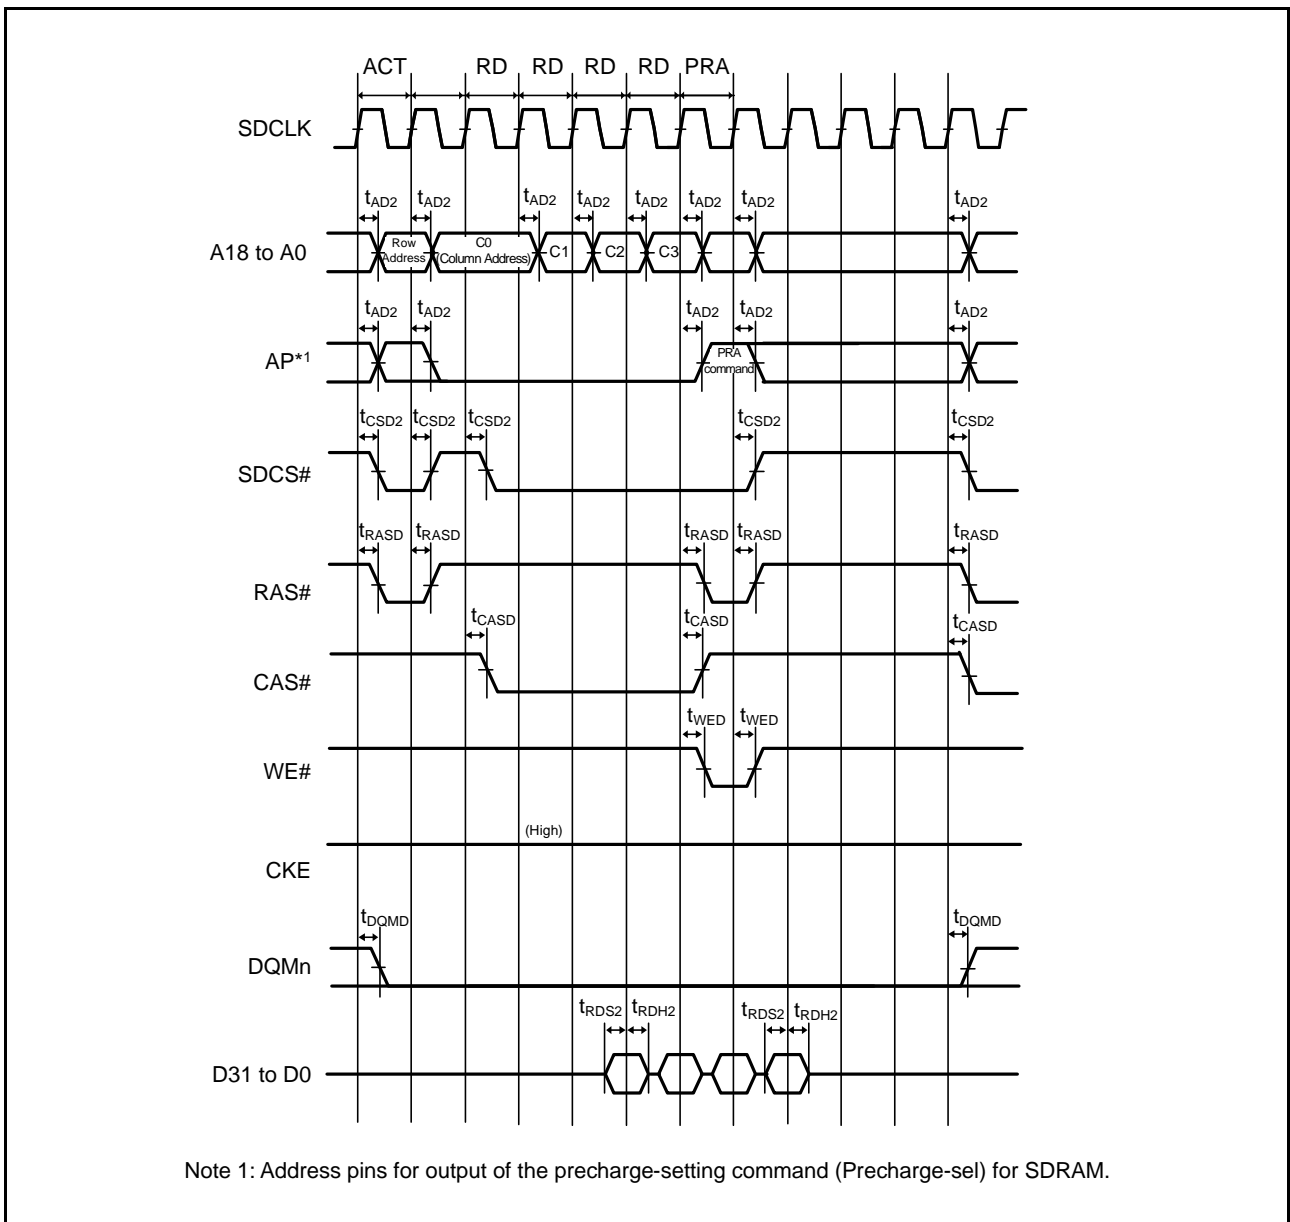 ACT RD RD RD RD PRA
SDCLK
tAD2 tAD2 tAD2 tAD2 tAD2 tAD2 tAD2 tAD2
A18 to A0
Row Address
C0 (Column Address)
C1 C2 C3
tAD2 tAD2 tAD2 tAD2 tAD2
AP*1
PRA command
tCSD2 tCSD2 tCSD2 tCSD2 tCSD2
SDCS#
tRASD tRASD tRASD tRASD tRASD
RAS#
tCASD tCASD tCASD
CAS#
tWED tWED
WE#
(High)
CKE
tDQMD tDQMD
DQMn
tRDS2 tRDH2 tRDS2 tRDH2
D31 to D0
Note 1: Address pins for output of the precharge-setting command (Precharge-sel) for SDRAM.